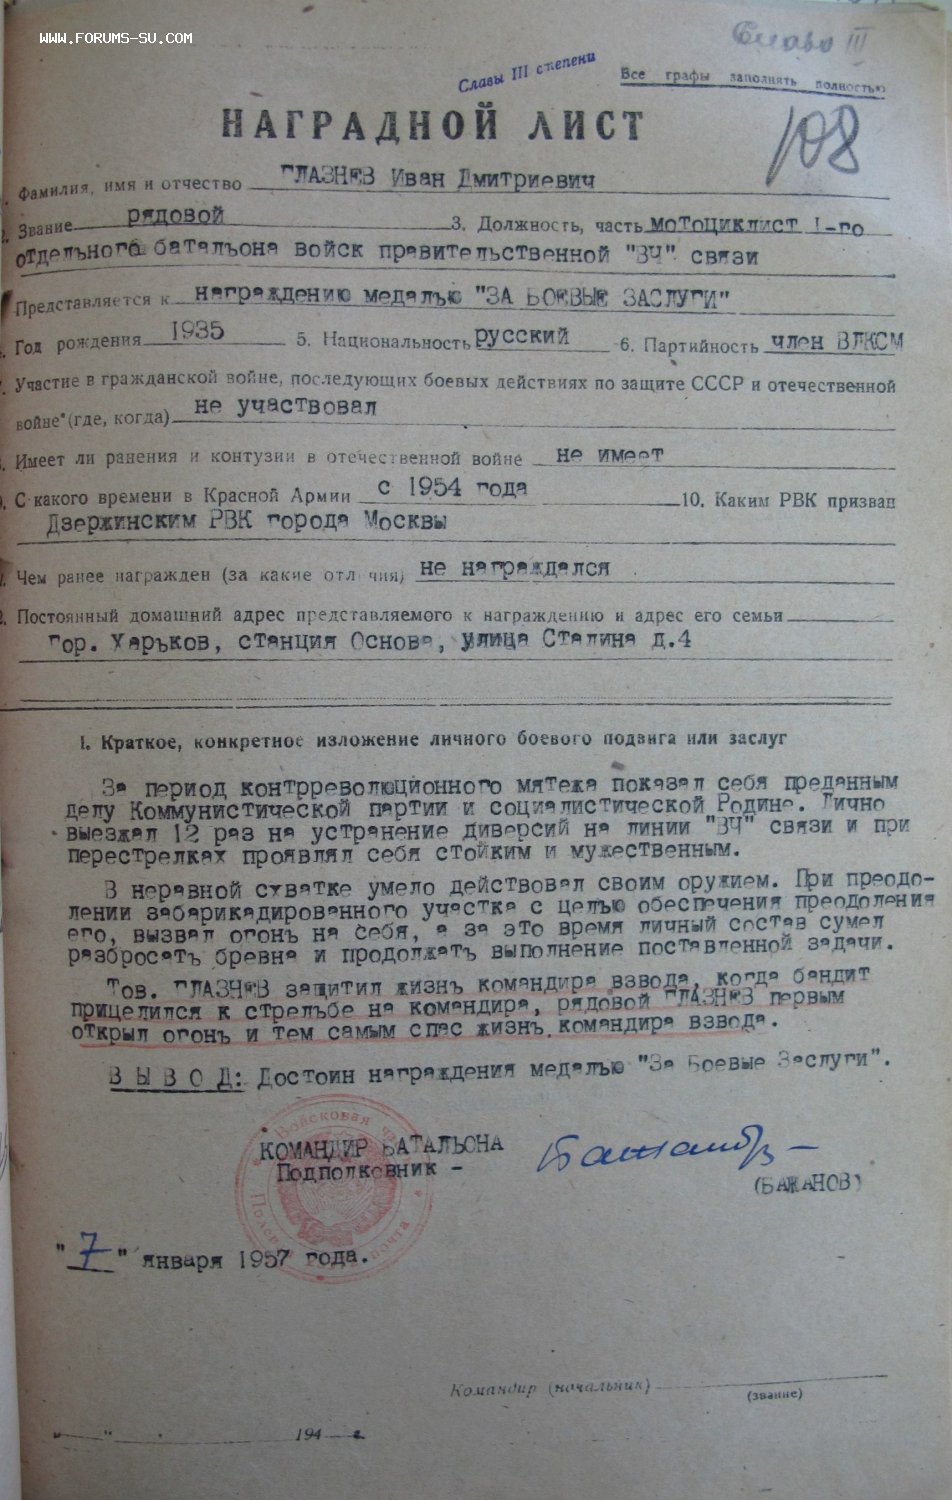 WWW.FORUMS-SU.COM
Слава III
Славы III степени
Все графы заполнять полностью
108
НАГРАДНОЙ ЛИСТ
Фамилия, имя и отчество ГЛАЗНЕВ Иван Дмитриевич
2. Звание рядовой 3. Должность, часть мотоциклист 1-го
отдельного батальона войск правительственной "ВЧ" связи
Представляется к награждению медалью "ЗА БОЕВЫЕ ЗАСЛУГИ"
Год рождения 1935 5. Национальность русский 6. Партийность член ВЛКСМ
Участие в гражданской войне, последующих боевых действиях по защите СССР и отечественной
войне (где, когда) не участвовал
Имеет ли ранения и контузии в отечественной войне не имеет
С какого времени в Красной Армии с 1954 года 10. Каким РВК призван
Дзержинским РВК города Москвы
Чем ранее награжден (за какие отличия) не награждался
Постоянный домашний адрес представляемого к награждению и адрес его семьи
гор. Харьков, станция Основа, улица Сталина д.4
I. Краткое, конкретное изложение личного боевого подвига или заслуг
За период контрреволюционного мятежа показал себя преданным
делу Коммунистической партии и социалистической Родине. Лично
выезжал 12 раз на устранение диверсий на линии "ВЧ" связи и при
перестрелках проявлял себя стойким и мужественным.
В неравной схватке умело действовал своим оружием. При преодо-
лении забарикадированного участка с целью обеспечения преодоления
его, вызвал огонь на себя, а за это время личный состав сумел
разбросать бревна и продолжать выполнение поставленной задачи.
Тов. ГЛАЗНЕВ защитил жизнь командира взвода, когда бандит
прицелился к стрельбе на командира, рядовой ГЛАЗНЕВ первым
открыл огонь и тем самым спас жизнь командира взвода.
ВЫВОД: Достоин награждения медалью "За Боевые Заслуги".
Войсковая
КОМАНДИР БАТАЛЬОНА
Подполковник -
(БАЖАНОВ)
почта
"7" января 1957 года.
Командир (начальник)
(звание)
" " 194 г.